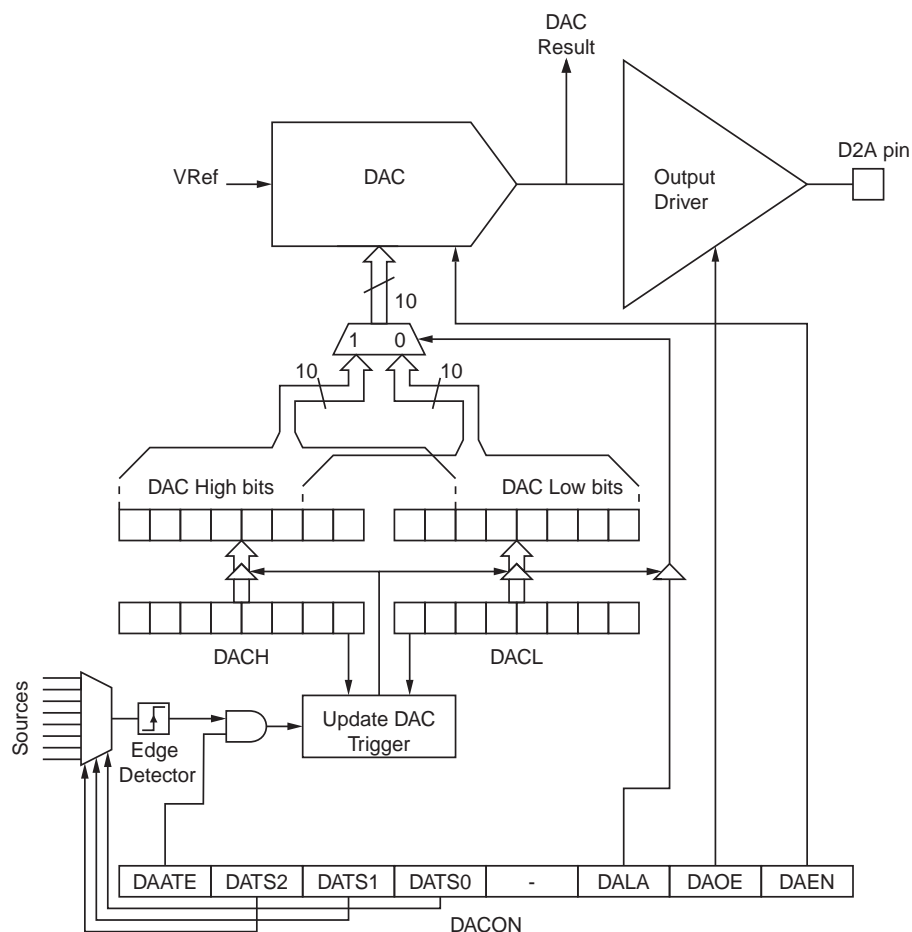 DAC
Result
D2A pin
VRef
DAC
Output
Driver
10
1 0
10
10
DAC High bits
DAC Low bits
DACH
DACL
Sources
Edge
Detector
Update DAC
Trigger
DAATE DATS2 DATS1 DATS0 - DALA DAOE DAEN
DACON